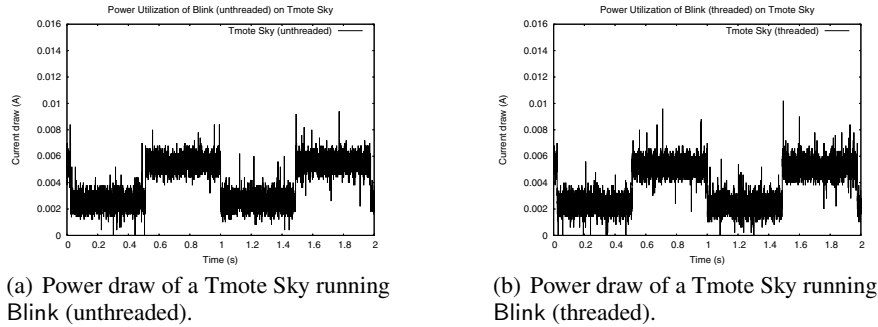 Power Utilization of Blink (unthreaded) on Tmote Sky
Tmote Sky (unthreaded)
Current draw (A)
0.016
0.014
0.012
0.01
0.008
0.006
0.004
0.002
0
0 0.2 0.4 0.6 0.8 1 1.2 1.4 1.6 1.8 2
Time (s)
(a) Power draw of a Tmote Sky running
Blink (unthreaded).
Power Utilization of Blink (threaded) on Tmote Sky
Tmote Sky (threaded)
Current draw (A)
0.016
0.014
0.012
0.01
0.008
0.006
0.004
0.002
0
0 0.2 0.4 0.6 0.8 1 1.2 1.4 1.6 1.8 2
Time (s)
(b) Power draw of a Tmote Sky running
Blink (threaded).